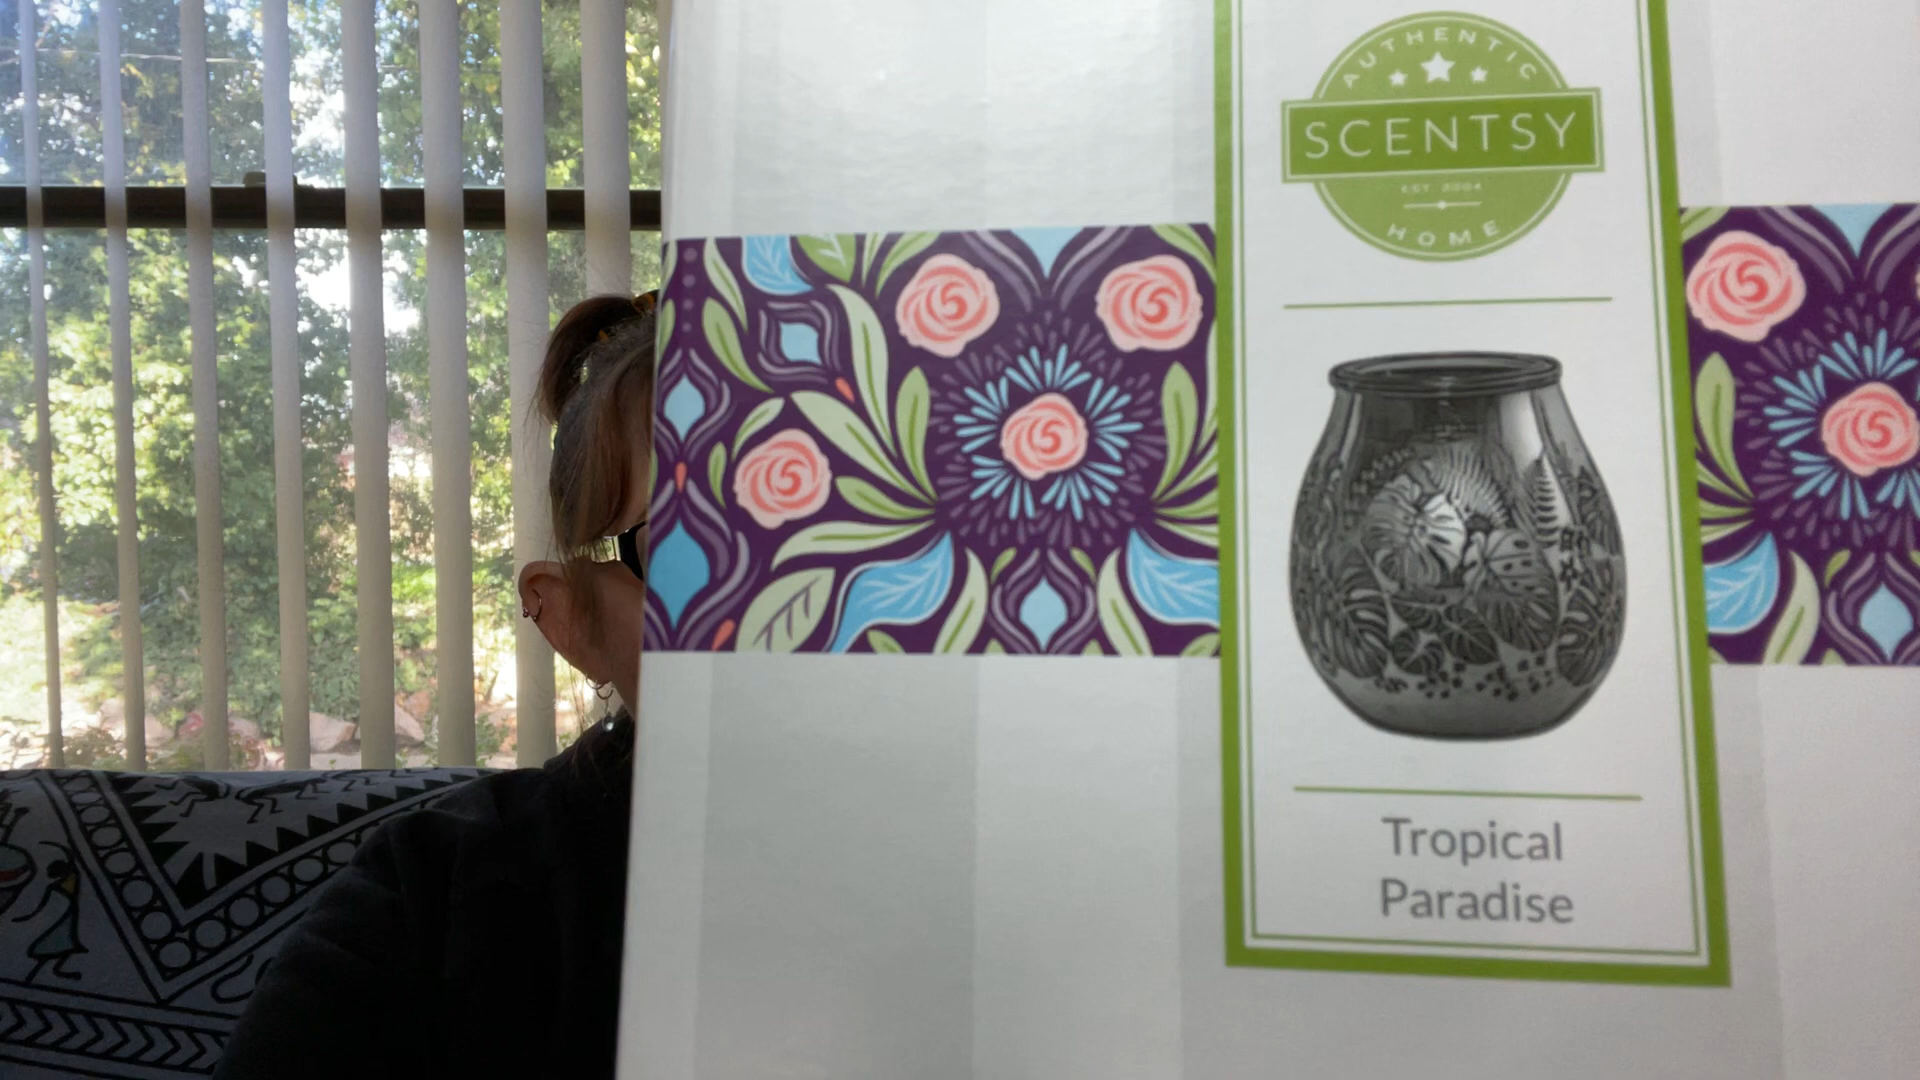 AUTHENTIC
SCENTSY
EST. 2004
HOME
Tropical
Paradise